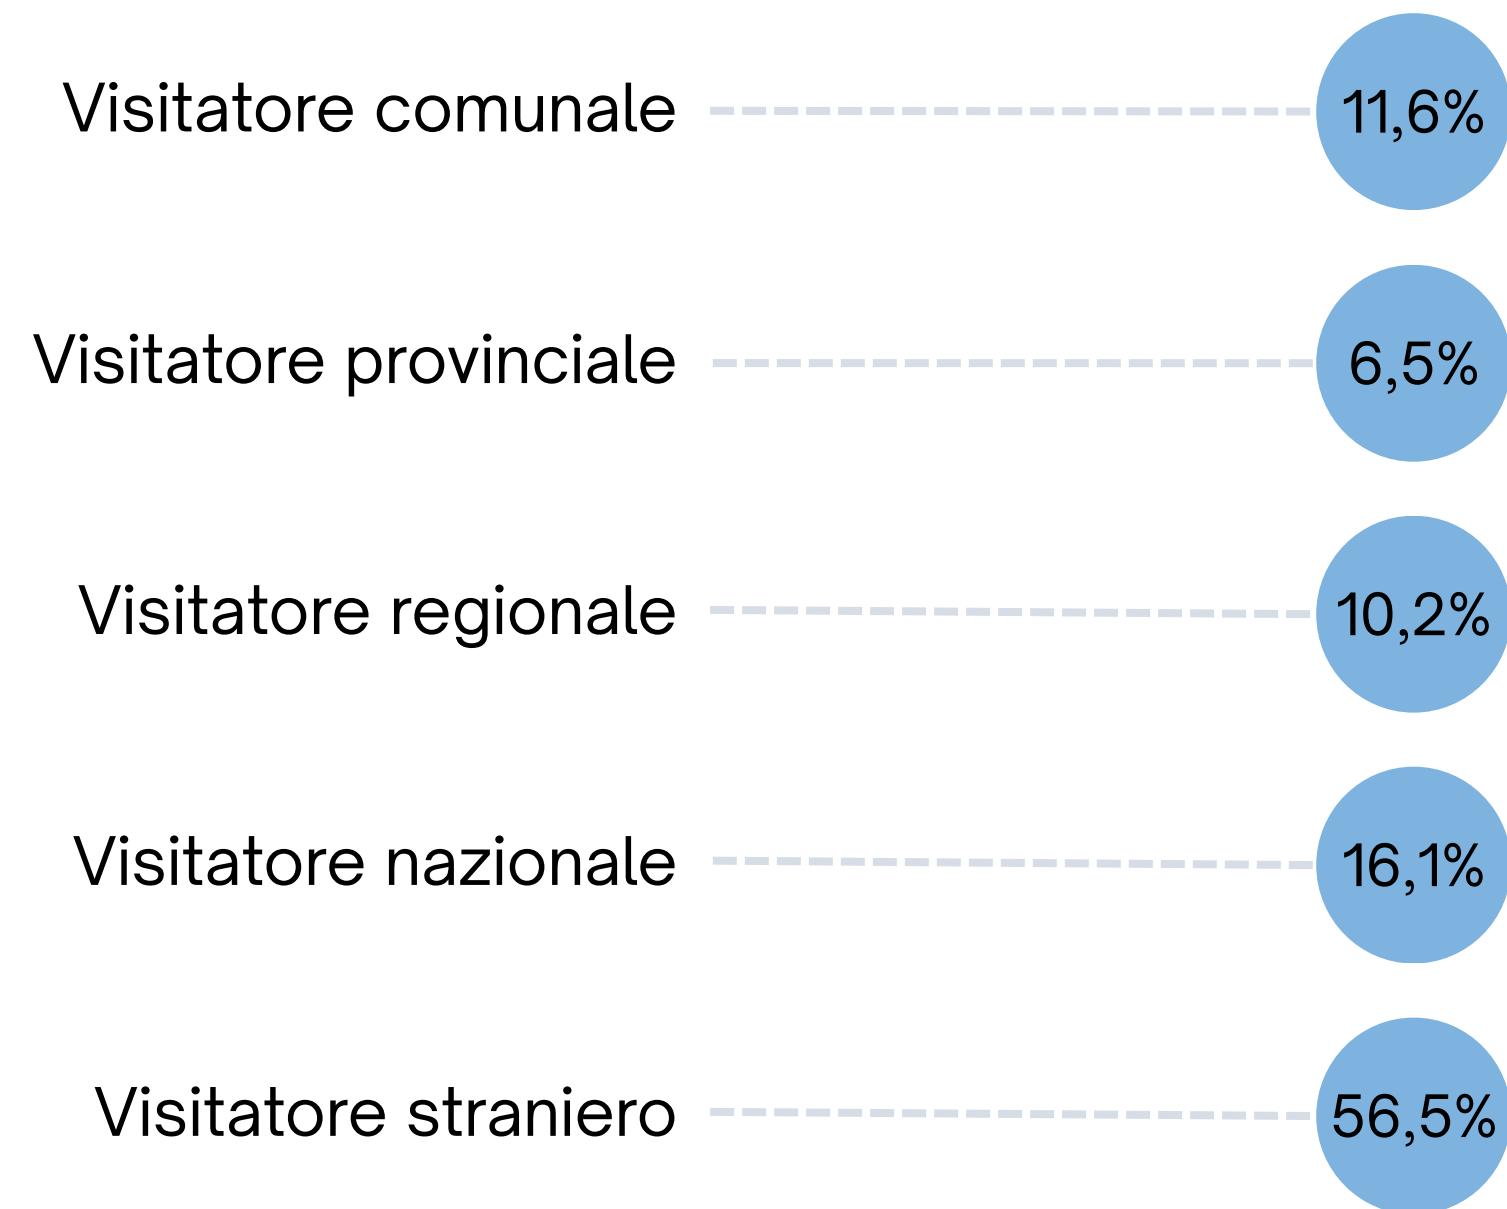 Visitatore comunale 11,6%
Visitatore provinciale 6,5%
Visitatore regionale 10,2%
Visitatore nazionale 16,1%
Visitatore straniero 56,5%